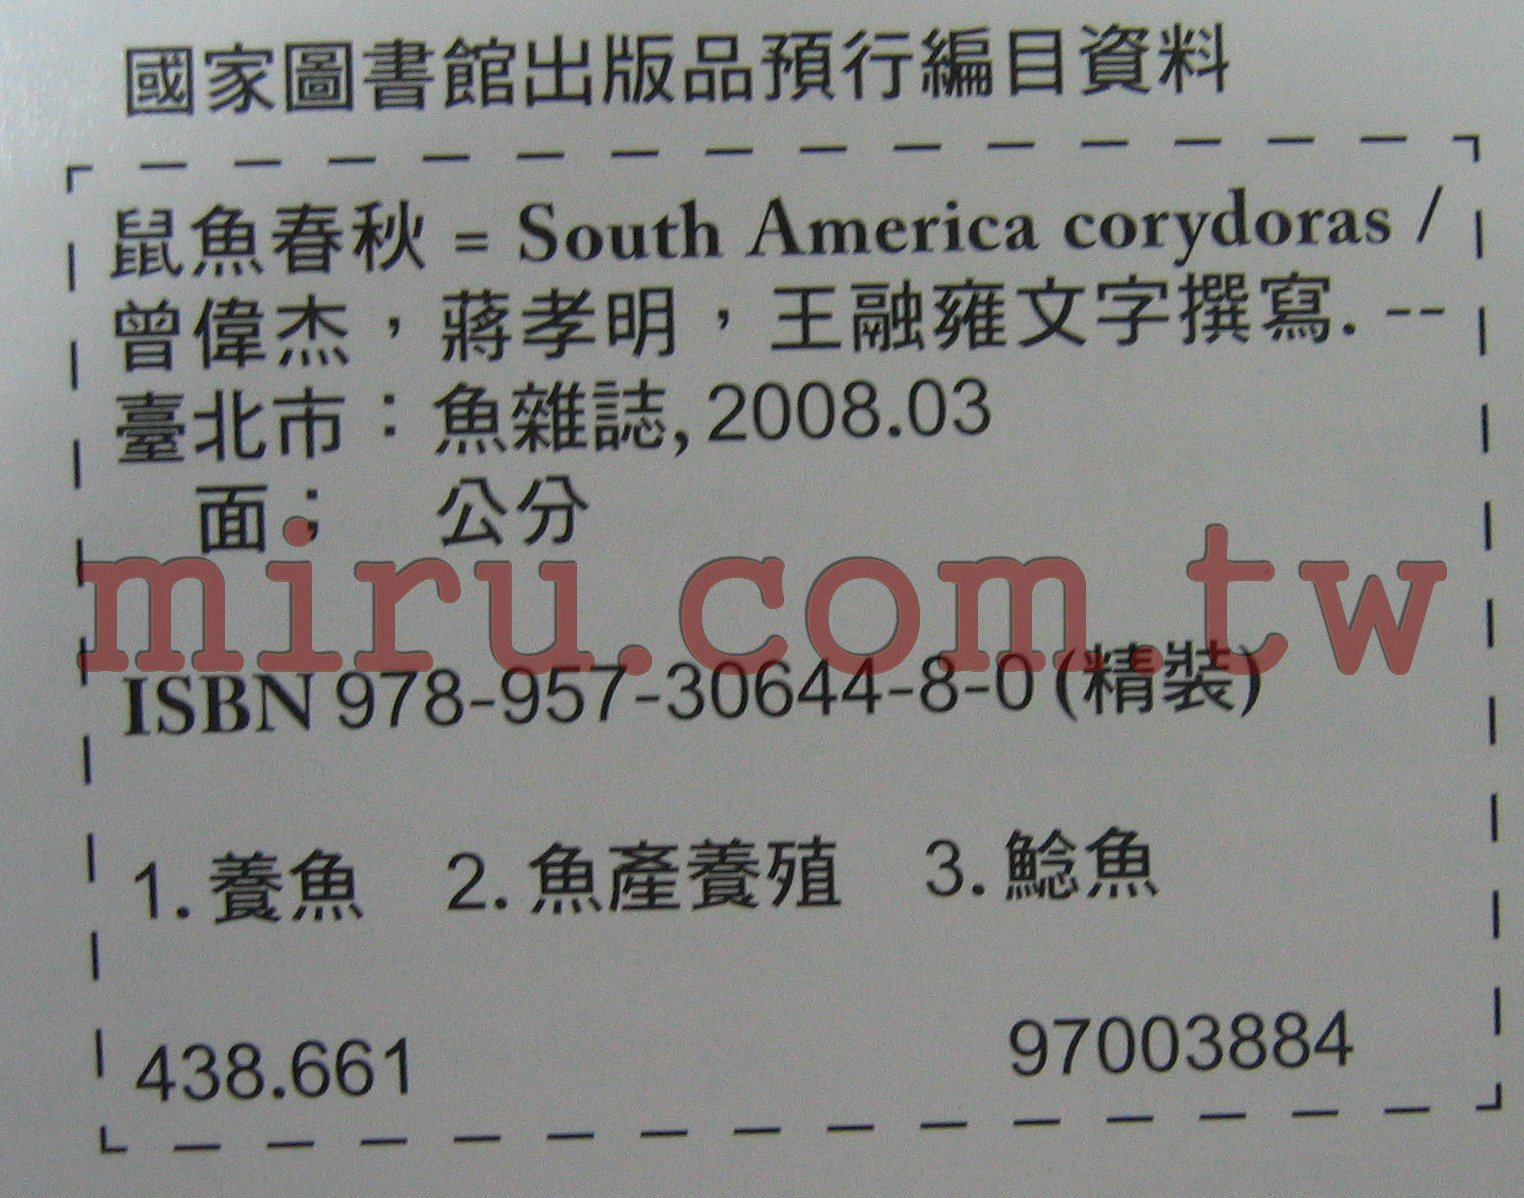 國家圖書館出版品預行編目資料
鼠魚春秋 = South America corydoras /
曾偉杰，蔣孝明，王融雍文字撰寫. --
臺北市：魚雜誌, 2008.03
面； 公分
miru.com.tw
ISBN 978-957-30644-8-0 (精裝)
1. 養魚 2. 魚產養殖 3. 鯰魚
438.661 97003884